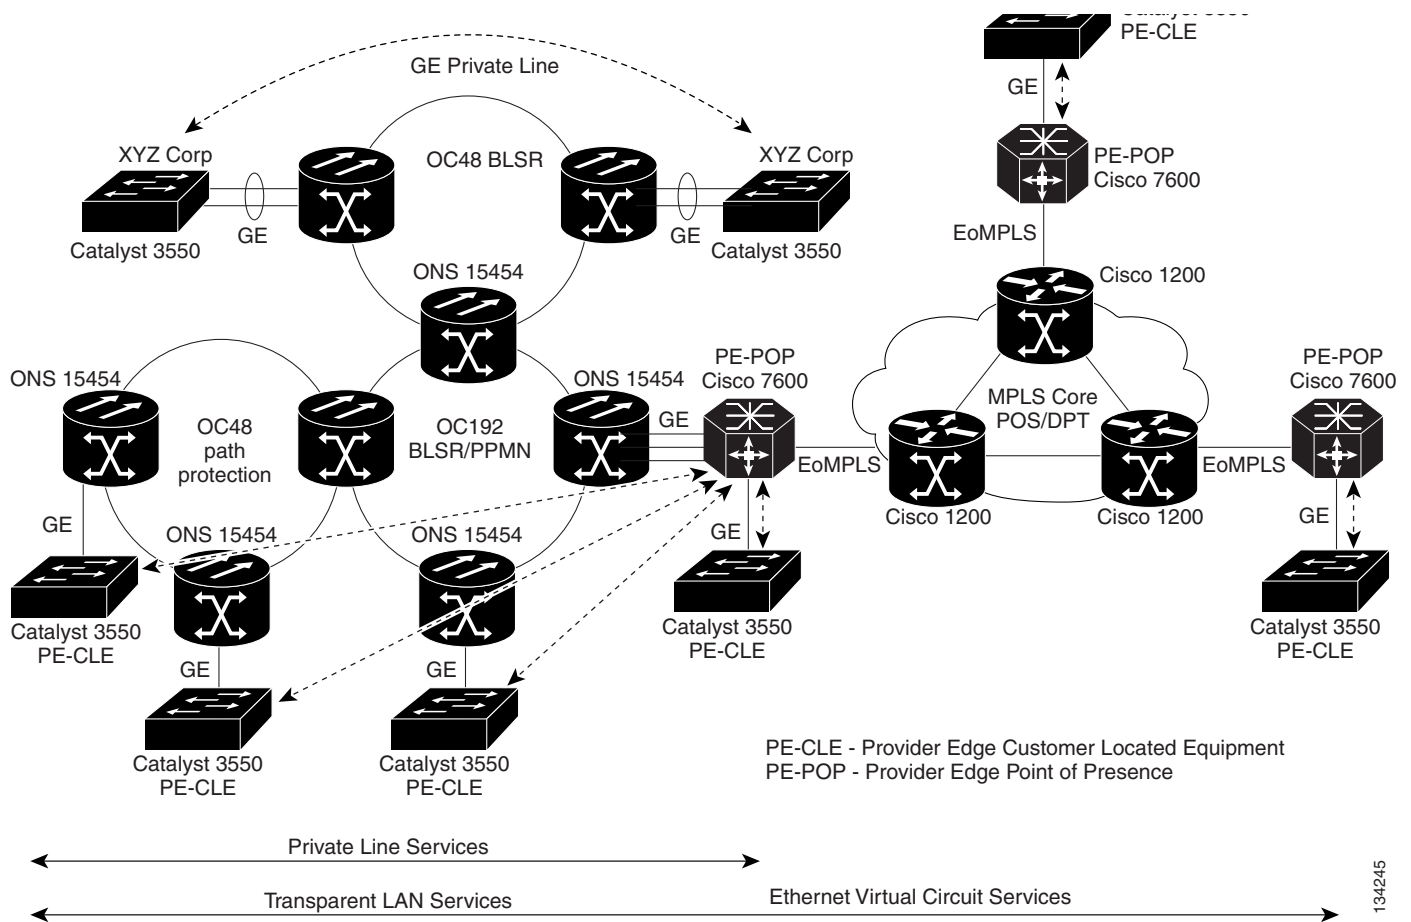 Catalyst 3550
PE-CLE
GE Private Line
GE
XYZ Corp
OC48 BLSR
XYZ Corp
PE-POP
Cisco 7600
GE
GE
Catalyst 3550
Catalyst 3550
EoMPLS
ONS 15454
Cisco 1200
ONS 15454
ONS 15454
PE-POP
Cisco 7600
PE-POP
Cisco 7600
OC48
path
protection
OC192
BLSR/PPMN
GE
MPLS Core
POS/DPT
EoMPLS
EoMPLS
GE
ONS 15454
ONS 15454
GE
Cisco 1200
Cisco 1200
GE
Catalyst 3550
PE-CLE
GE
GE
Catalyst 3550
PE-CLE
Catalyst 3550
PE-CLE
Catalyst 3550
PE-CLE
Catalyst 3550
PE-CLE
PE-CLE - Provider Edge Customer Located Equipment
PE-POP - Provider Edge Point of Presence
Private Line Services
Transparent LAN Services
Ethernet Virtual Circuit Services
134245